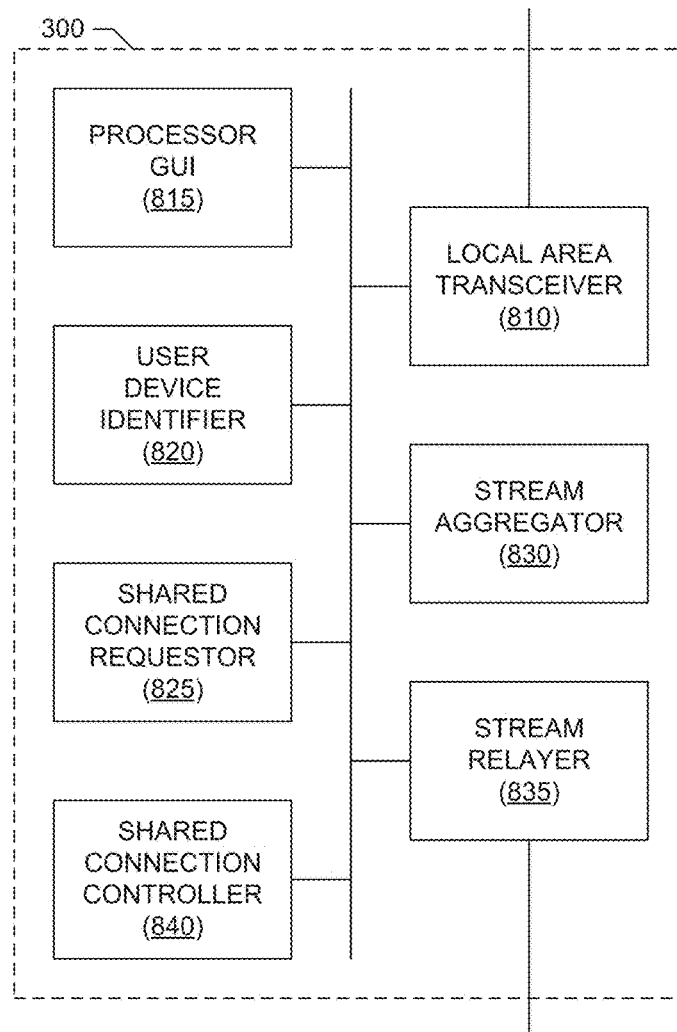 300
PROCESSOR
GUI
(815)
LOCAL AREA
TRANSCEIVER
(810)
USER
DEVICE
IDENTIFIER
(820)
STREAM
AGGREGATOR
(830)
SHARED
CONNECTION
REQUESTOR
(825)
STREAM
RELAYER
(835)
SHARED
CONNECTION
CONTROLLER
(840)